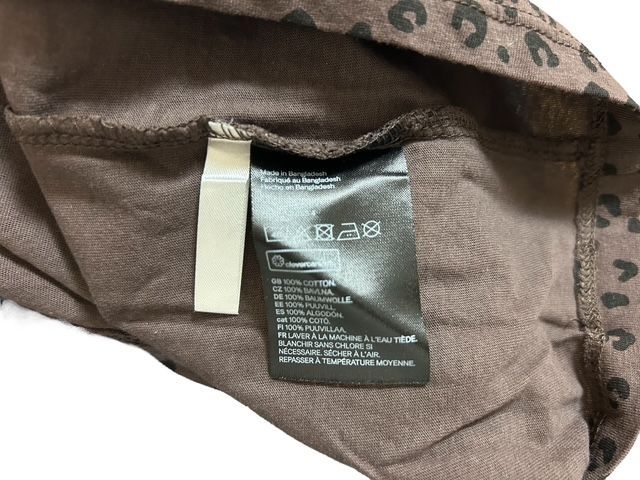 Made in Bangladesh
Fabriqué au Bangladesh
Hecho en Bangladesh
clevercare
GB 100% COTTON.
CZ 100% BAVLNA.
DE 100% BAUMWOLLE.
EE 100% PUUVILL.
ES 100% ALGODÓN.
cat 100% COTÓ.
FI 100% PUUVILLAA.
FR LAVER À LA MACHINE À L'EAU TIÈDE.
BLANCHIR SANS CHLORE SI
NÉCESSAIRE. SÉCHER À L'AIR.
REPASSER À TEMPÉRATURE MOYENNE.